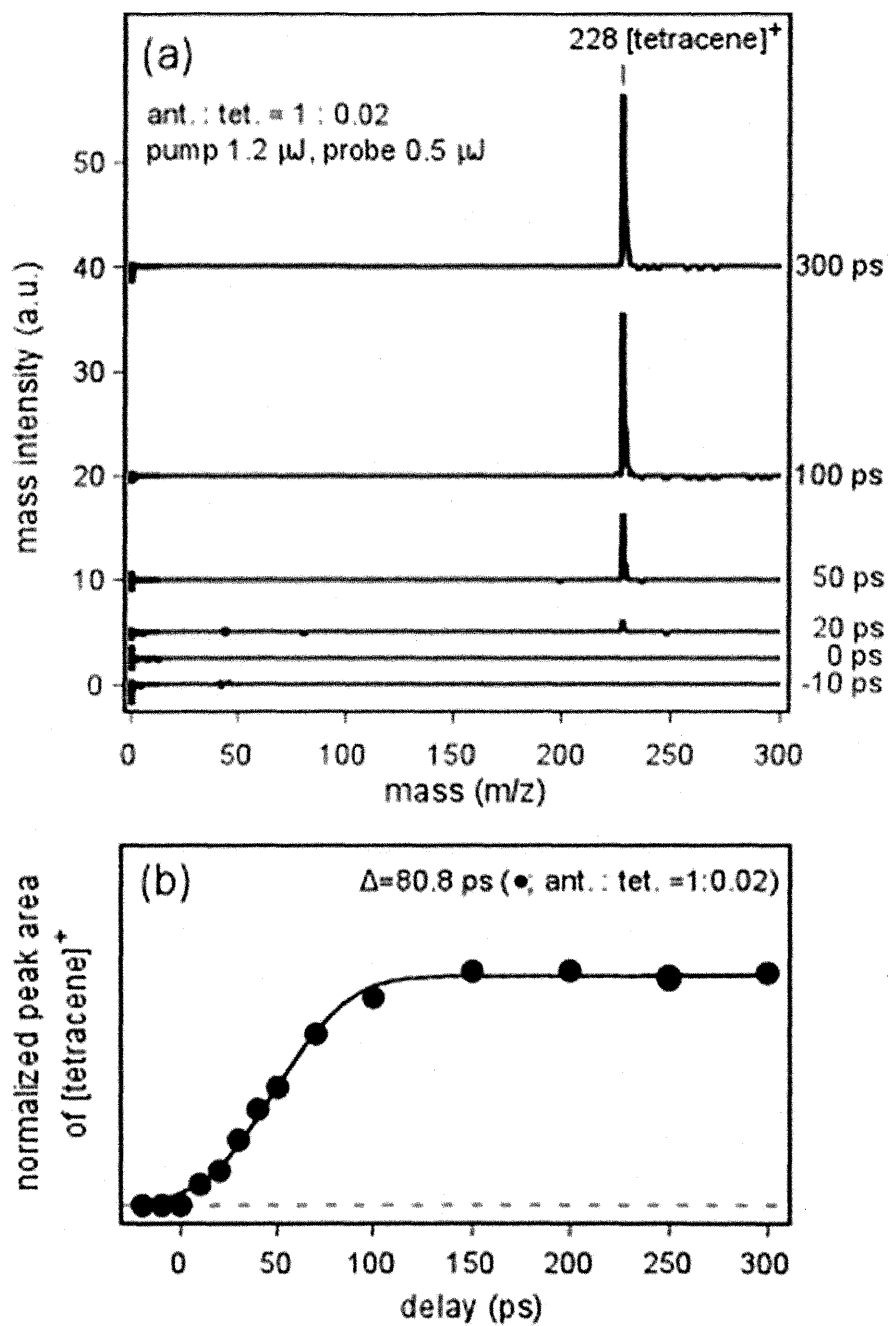 (a)
228 [tetracene]+
ant. : tet. = 1 : 0.02
pump 1.2 µJ, probe 0.5 µJ
50
40
30
20
10
0
mass intensity (a.u.)
300 ps
100 ps
50 ps
20 ps
0 ps
-10 ps
0 50 100 150 200 250 300
mass (m/z)
(b)
Δ=80.8 ps (●; ant. : tet. =1:0.02)
normalized peak area
of [tetracene]+
0 50 100 150 200 250 300
delay (ps)